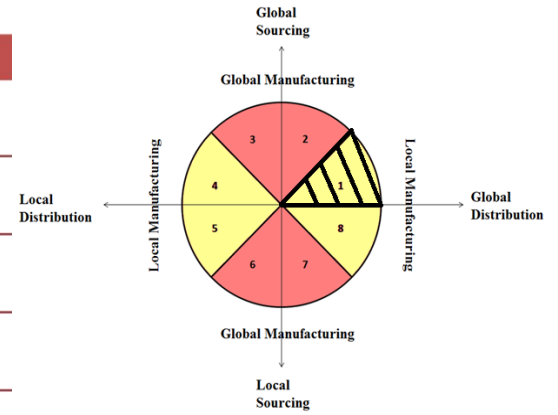 Global
Sourcing
Global Manufacturing
3
2
Local Manufacturing
4
1
Local Manufacturing
Local
Distribution
Global
Distribution
5
8
6
7
Global Manufacturing
Local
Sourcing